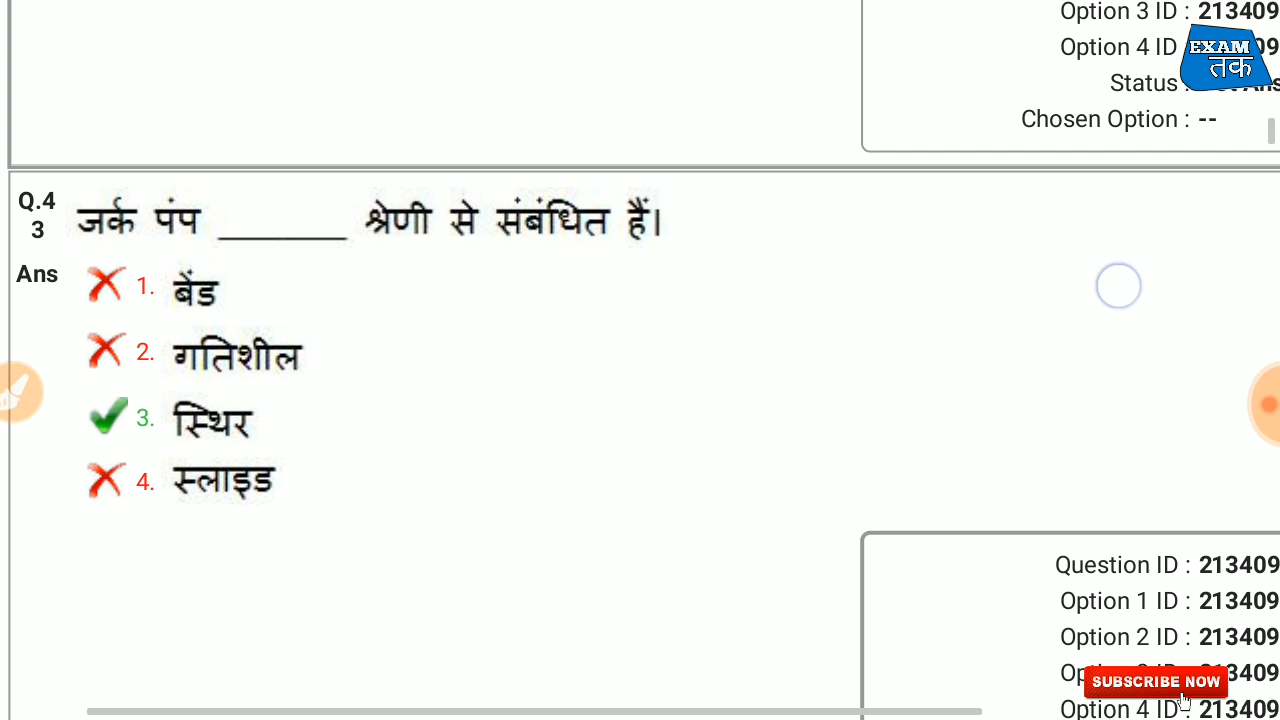 Option 3 ID : 213409
Option 4 ID
EXAM
तक
Status :
Chosen Option : --
Q.4
3
जर्क पंप ________ श्रेणी से संबंधित हैं।
Ans
1. बेंड
2. गतिशील
3. स्थिर
4. स्लाइड
Question ID : 213409
Option 1 ID : 213409
Option 2 ID : 213409
SUBSCRIBE NOW
Option 4 ID : 213409